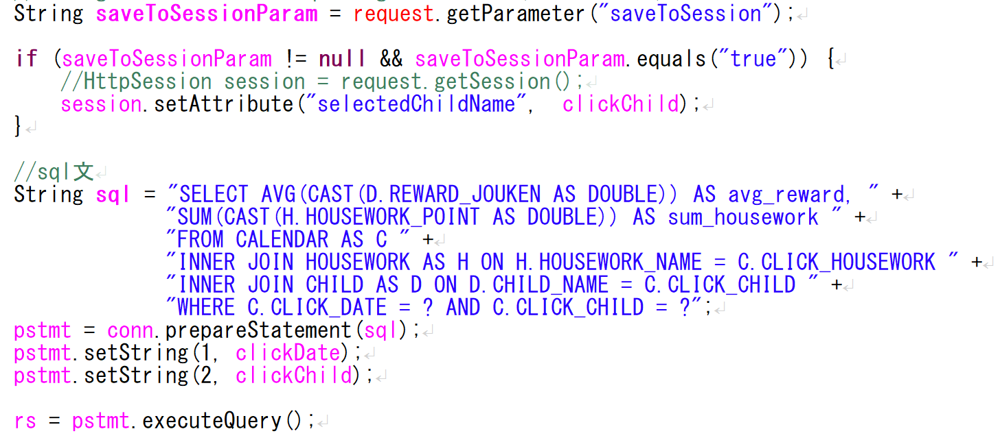 String saveToSessionParam = request.getParameter("saveToSession");
if (saveToSessionParam != null && saveToSessionParam.equals("true")) {
//HttpSession session = request.getSession();
session.setAttribute("selectedChildName", clickChild);
}
//sql文
String sql = "SELECT AVG(CAST(D.REWARD_JOUKEN AS DOUBLE)) AS avg_reward, " +
"SUM(CAST(H.HOUSEWORK_POINT AS DOUBLE)) AS sum_housework " +
"FROM CALENDAR AS C " +
"INNER JOIN HOUSEWORK AS H ON H.HOUSEWORK_NAME = C.CLICK_HOUSEWORK " +
"INNER JOIN CHILD AS D ON D.CHILD_NAME = C.CLICK_CHILD " +
"WHERE C.CLICK_DATE = ? AND C.CLICK_CHILD = ?";
pstmt = conn.prepareStatement(sql);
pstmt.setString(1, clickDate);
pstmt.setString(2, clickChild);
rs = pstmt.executeQuery();